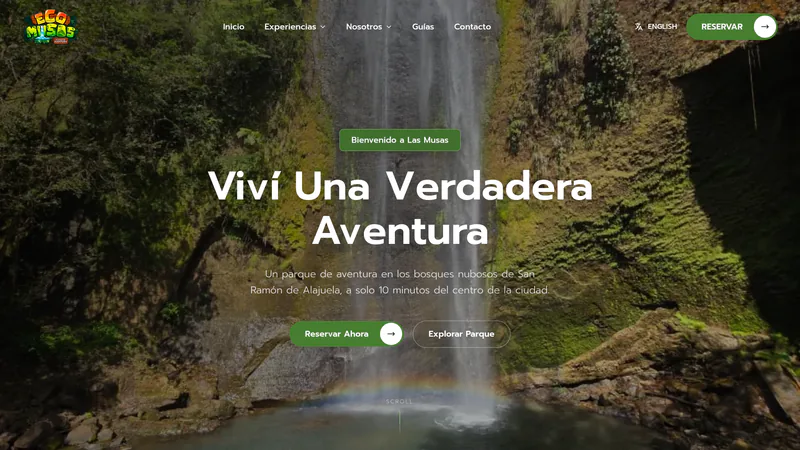 ECO
MUSAS
Inicio
Experiencias
Nosotros
Guías
Contacto
ENGLISH
RESERVAR
Bienvenido a Las Musas
Viví Una Verdadera
Aventura
Un parque de aventura en los bosques nubosos de San
Ramón de Alajuela, a solo 10 minutos del centro de la ciudad.
Reservar Ahora
Explorar Parque
SCROLL